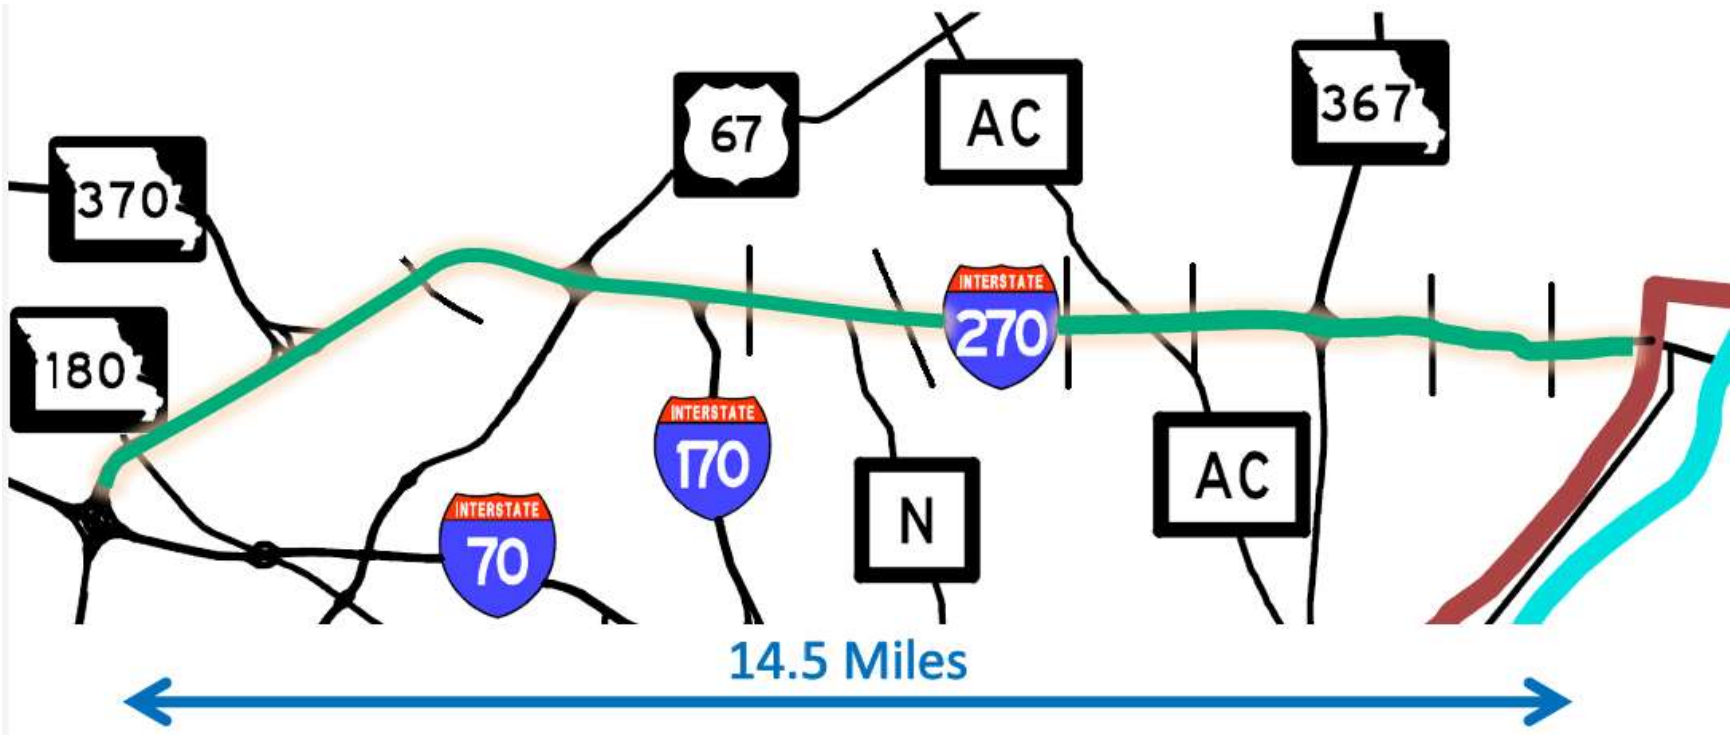 67
AC
367
370
INTERSTATE
270
180
INTERSTATE
170
AC
N
INTERSTATE
70
14.5 Miles